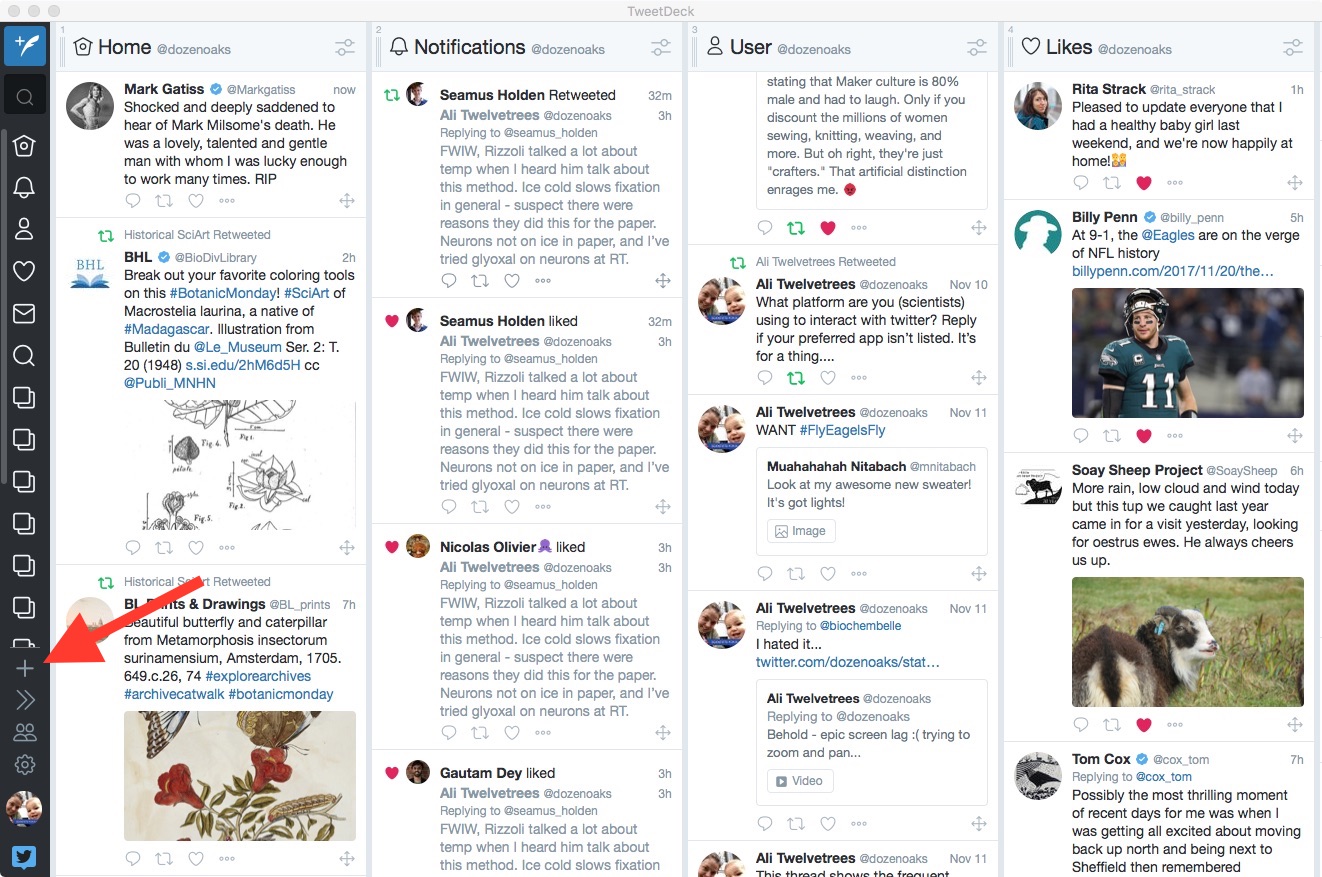 TweetDeck
1
Home @dozenoaks
Mark Gatiss @Markgatiss now
Shocked and deeply saddened to
hear of Mark Milsome's death. He
was a lovely, talented and gentle
man with whom I was lucky enough
to work many times. RIP
Historical SciArt Retweeted
BHL @BioDivLibrary 2h
BHL
Break out your favorite coloring tools
on this #BotanicMonday! #SciArt of
Macrostelia laurina, a native of
#Madagascar. Illustration from
Bulletin du @Le_Museum Ser. 2: T.
20 (1948) s.si.edu/2hM6d5H cc
@Publi_MNHN
Fig. 4.
pétale
Fig. 2.
Fig. 5.
Historical SciArt Retweeted
BL Prints & Drawings @BL_prints 7h
Beautiful butterfly and caterpillar
from Metamorphosis insectorum
surinamensium, Amsterdam, 1705.
649.c.26, 74 #explorearchives
#archivecatwalk #botanicmonday
2
Notifications @dozenoaks
Seamus Holden Retweeted 32m
Ali Twelvetrees @dozenoaks 3h
Replying to @seamus_holden
FWIW, Rizzoli talked a lot about
temp when I heard him talk about
this method. Ice cold slows fixation
in general - suspect there were
reasons they did this for the paper.
Neurons not on ice in paper, and I've
tried glyoxal on neurons at RT.
Seamus Holden liked 32m
Ali Twelvetrees @dozenoaks 3h
Replying to @seamus_holden
FWIW, Rizzoli talked a lot about
temp when I heard him talk about
this method. Ice cold slows fixation
in general - suspect there were
reasons they did this for the paper.
Neurons not on ice in paper, and I've
tried glyoxal on neurons at RT.
Nicolas Olivier🐙 liked 3h
Ali Twelvetrees @dozenoaks 3h
Replying to @seamus_holden
FWIW, Rizzoli talked a lot about
temp when I heard him talk about
this method. Ice cold slows fixation
in general - suspect there were
reasons they did this for the paper.
Neurons not on ice in paper, and I've
tried glyoxal on neurons at RT.
Gautam Dey liked 3h
Ali Twelvetrees @dozenoaks 3h
Replying to @seamus_holden
FWIW, Rizzoli talked a lot about
temp when I heard him talk about
this method. Ice cold slows fixation
3
User @dozenoaks
stating that Maker culture is 80%
male and had to laugh. Only if you
discount the millions of women
sewing, knitting, weaving, and
more. But oh right, they're just
"crafters." That artificial distinction
enrages me. 😡
Ali Twelvetrees Retweeted
Ali Twelvetrees @dozenoaks Nov 10
What platform are you (scientists)
using to interact with twitter? Reply
if your preferred app isn't listed. It's
for a thing....
Ali Twelvetrees @dozenoaks Nov 11
WANT #FlyEagelsFly
Muahahahah Nitabach @mnitabach
Look at my awesome new sweater!
It's got lights!
Image
Ali Twelvetrees @dozenoaks Nov 11
Replying to @biochembelle
I hated it...
twitter.com/dozenoaks/stat…
Ali Twelvetrees @dozenoaks
Replying to @dozenoaks
Behold - epic screen lag :( trying to
zoom and pan...
Video
Ali Twelvetrees @dozenoaks Nov 11
This thread shows the frequent
4
Likes @dozenoaks
Rita Strack @rita_strack 1h
Pleased to update everyone that I
had a healthy baby girl last
weekend, and we're now happily at
home!👯
Billy Penn @billy_penn 5h
At 9-1, the @Eagles are on the verge
of NFL history
billypenn.com/2017/11/20/the…
11
Soay Sheep Project @SoaySheep 6h
More rain, low cloud and wind today
but this tup we caught last year
came in for a visit yesterday, looking
for oestrus ewes. He always cheers
us up.
Tom Cox @cox_tom 7h
Replying to @cox_tom
Possibly the most thrilling moment
of recent days for me was when I
was getting all excited about moving
back up north and being next to
Sheffield then remembered